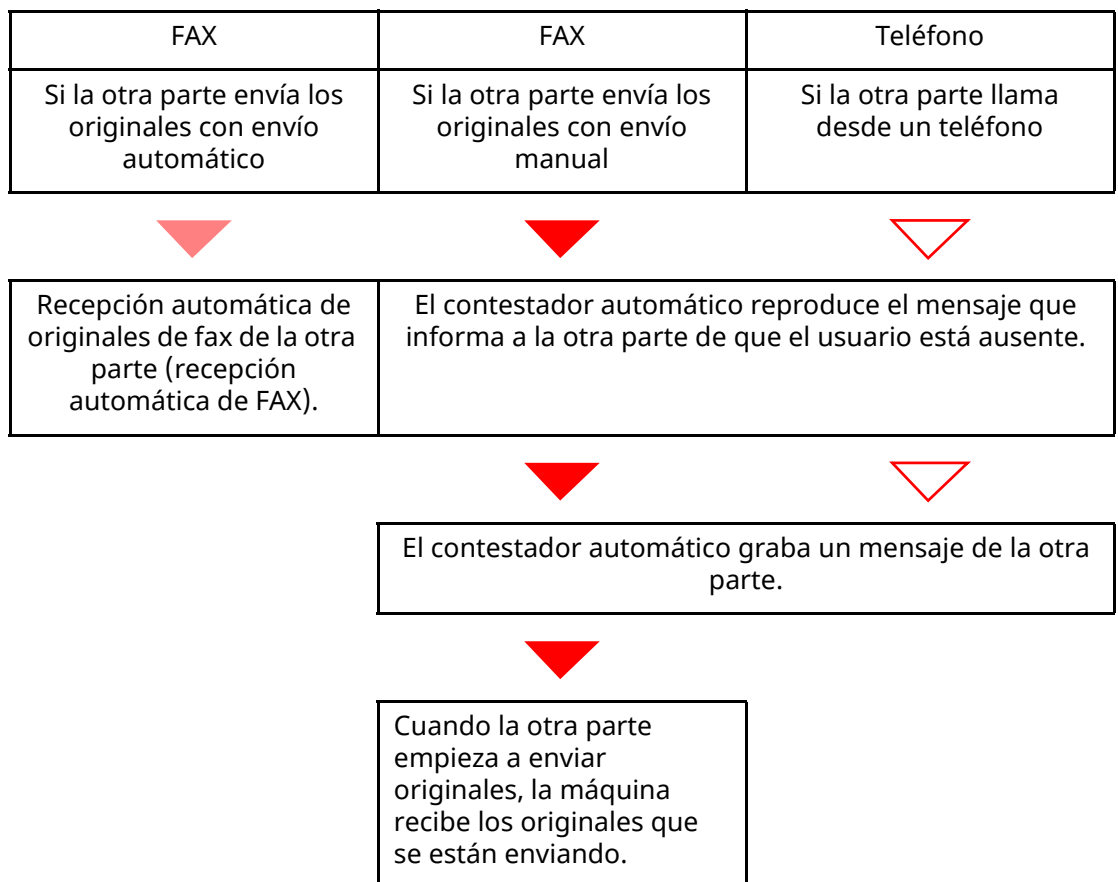 FAX
FAX
Teléfono
Si la otra parte envía los
originales con envío
automático
Si la otra parte envía los
originales con envío
manual
Si la otra parte llama
desde un teléfono
Recepción automática de
originales de fax de la otra
parte (recepción
automática de FAX).
El contestador automático reproduce el mensaje que
informa a la otra parte de que el usuario está ausente.
El contestador automático graba un mensaje de la otra
parte.
Cuando la otra parte
empieza a enviar
originales, la máquina
recibe los originales que
se están enviando.